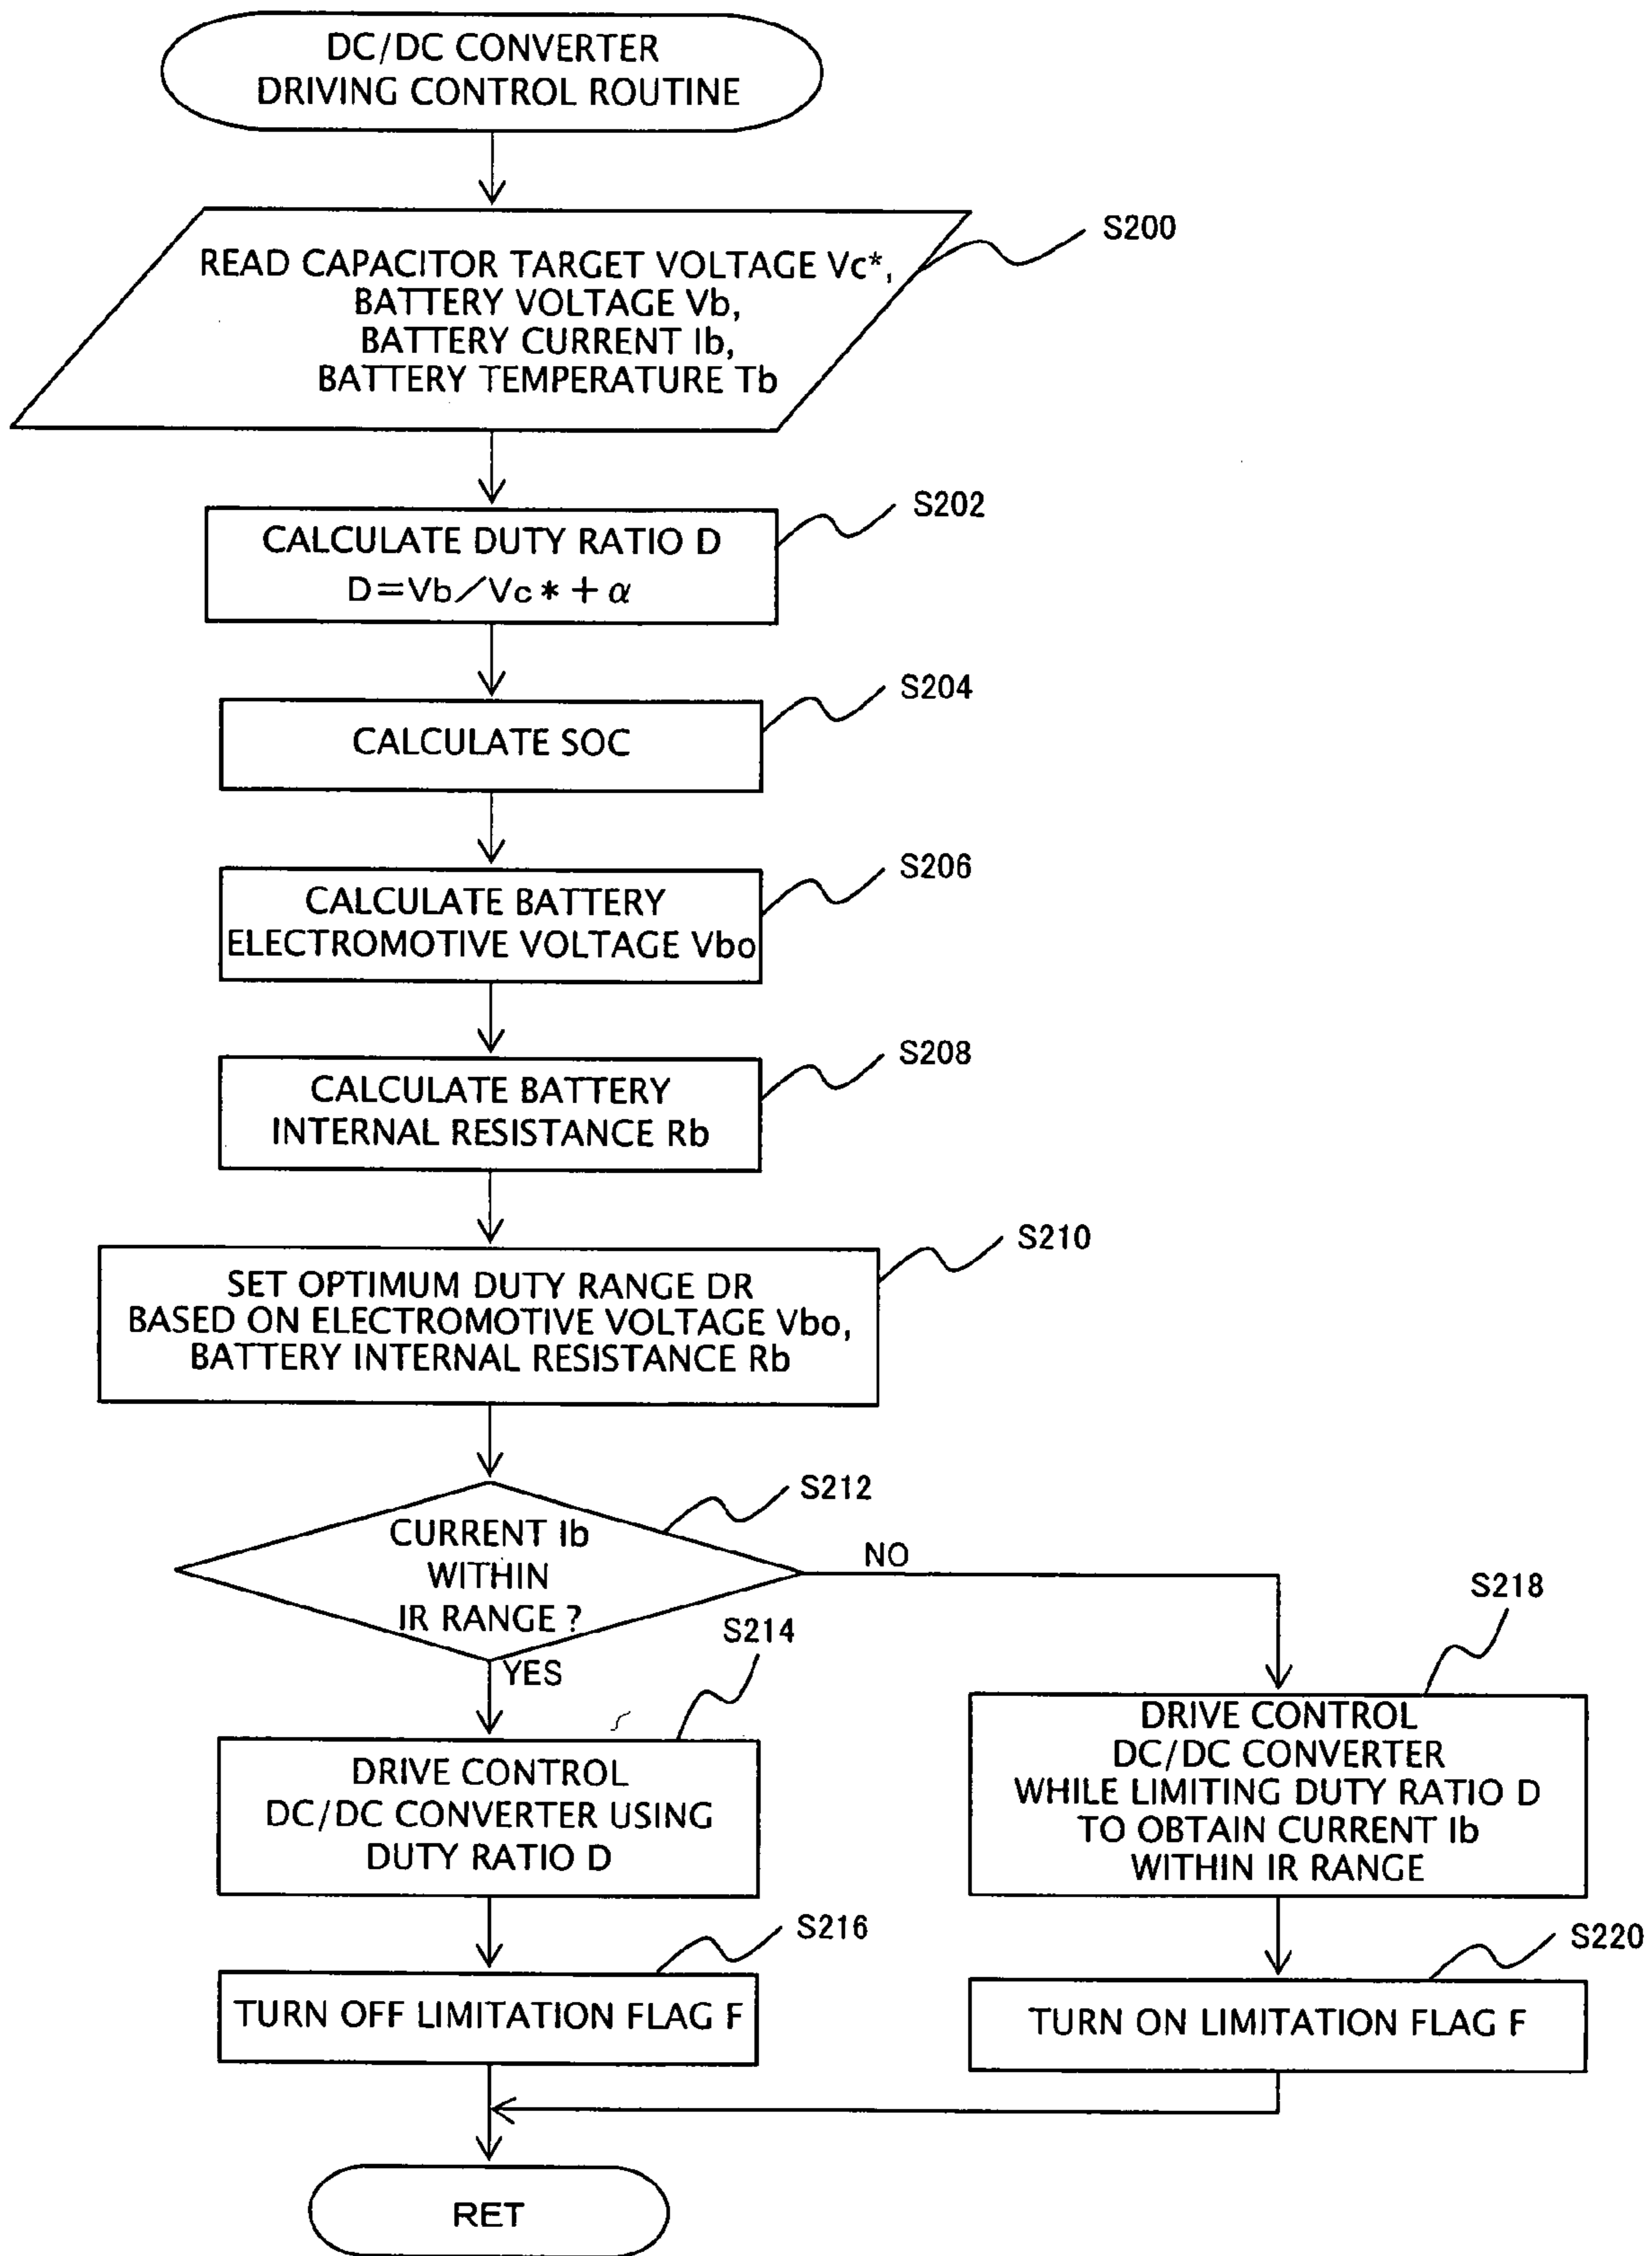 DC/DC CONVERTER
DRIVING CONTROL ROUTINE
S200
READ CAPACITOR TARGET VOLTAGE Vc*,
BATTERY VOLTAGE Vb,
BATTERY CURRENT Ib,
BATTERY TEMPERATURE Tb
S202
CALCULATE DUTY RATIO D
D=Vb/Vc*+α
S204
CALCULATE SOC
S206
CALCULATE BATTERY
ELECTROMOTIVE VOLTAGE Vbo
S208
CALCULATE BATTERY
INTERNAL RESISTANCE Rb
S210
SET OPTIMUM DUTY RANGE DR
BASED ON ELECTROMOTIVE VOLTAGE Vbo,
BATTERY INTERNAL RESISTANCE Rb
S212
CURRENT Ib
WITHIN
IR RANGE?
NO
YES
S214
DRIVE CONTROL
DC/DC CONVERTER USING
DUTY RATIO D
S216
TURN OFF LIMITATION FLAG F
S218
DRIVE CONTROL
DC/DC CONVERTER
WHILE LIMITING DUTY RATIO D
TO OBTAIN CURRENT Ib
WITHIN IR RANGE
S220
TURN ON LIMITATION FLAG F
RET